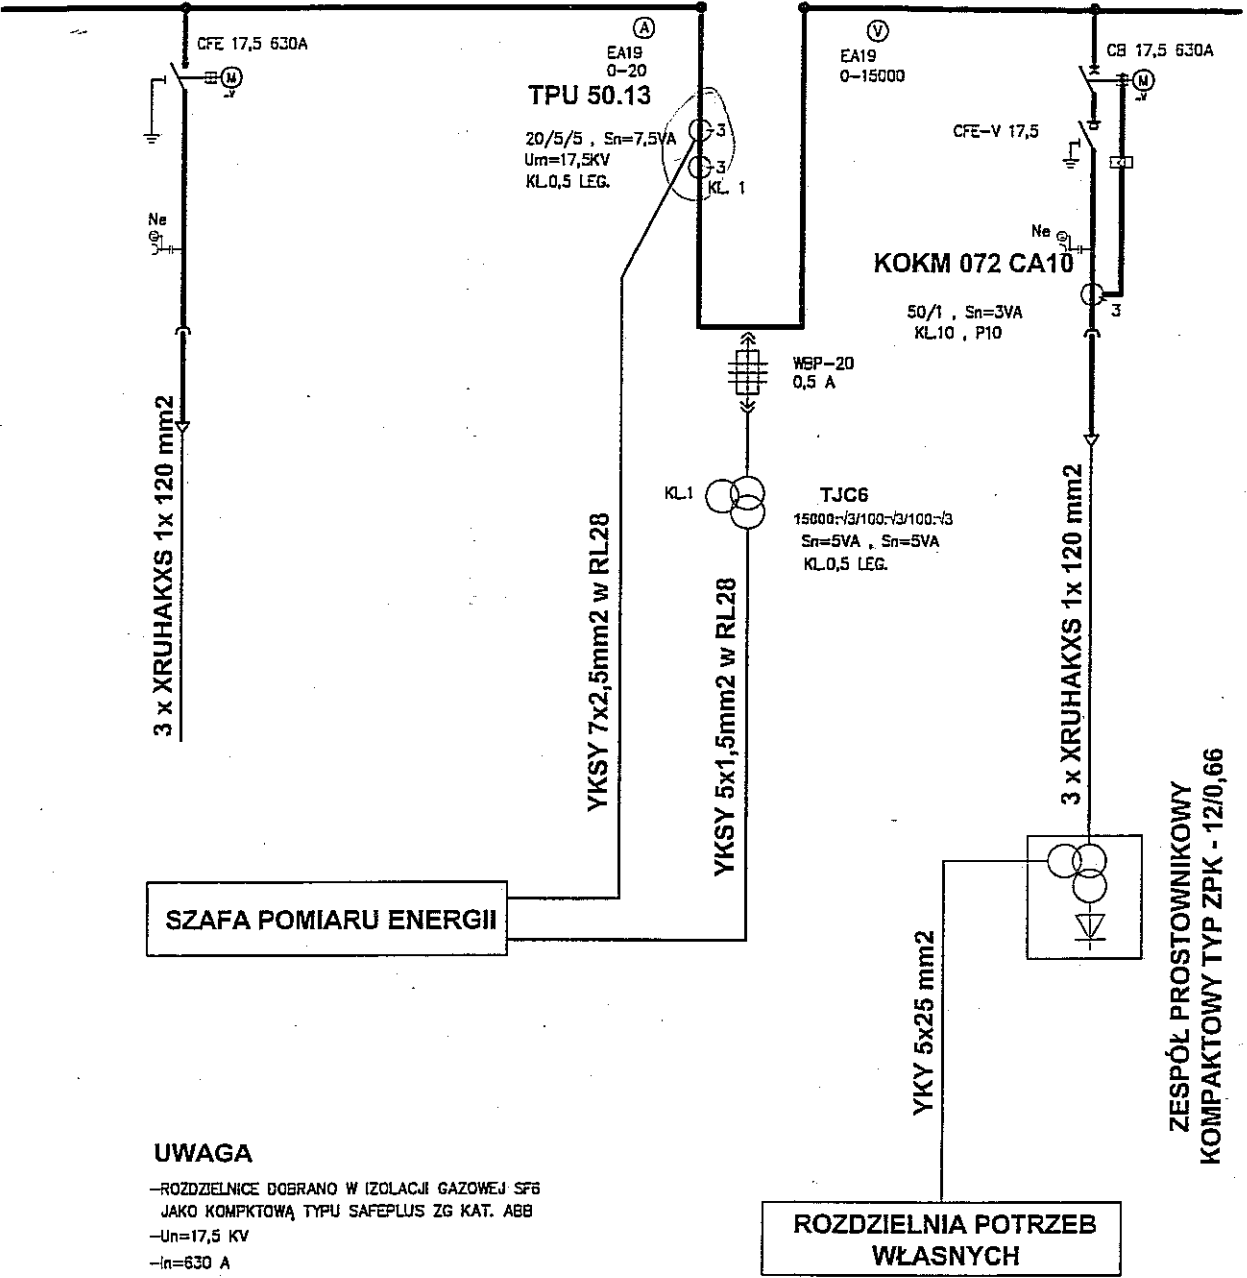 CFE 17,5 630A
M
Ne
3 x XRUHAKXS 1x 120 mm2
A
EA19
0-20
TPU 50.13
20/5/5 , Sn=7,5VA
Um=17,5KV
KL.0,5 LEG.
3
3
KL. 1
V
EA19
0-15000
WBP-20
0,5 A
KL.1
TJC6
15000:√3/100:√3/100:√3
Sn=5VA , Sn=5VA
KL.0,5 LEG.
YKSY 7x2,5mm2 w RL28
YKSY 5x1,5mm2 w RL28
SZAFA POMIARU ENERGII
CB 17,5 630A
M
CFE-V 17,5
Ne
KOKM 072 CA10
50/1 , Sn=3VA
KL.10 , P10
3
3 x XRUHAKXS 1x 120 mm2
ZESPÓŁ PROSTOWNIKOWY
KOMPAKTOWY TYP ZPK - 12/0,66
YKY 5x25 mm2
ROZDZIELNIA POTRZEB
WŁASNYCH
UWAGA
-ROZDZIELNICE DOBRANO W IZOLACJI GAZOWEJ SF6
JAKO KOMPKTOWĄ TYPU SAFEPLUS ZG KAT. ABB
-Un=17,5 KV
-In=630 A